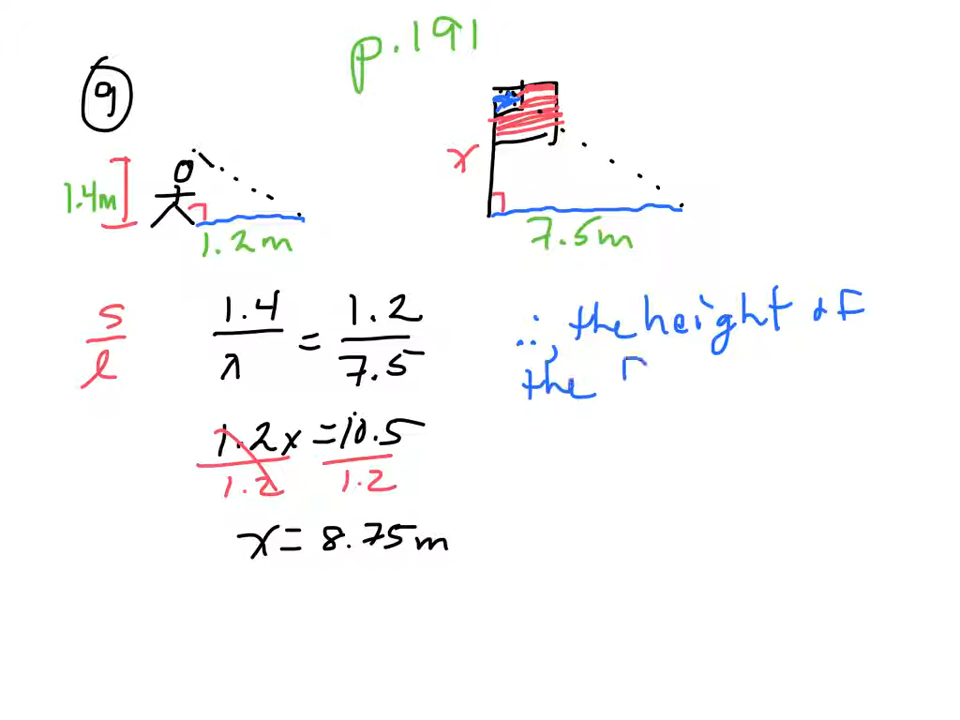 p.191
9
1.4m
1.2m
x
7.5m
s/l
1.4/x = 1.2/7.5
1.2x = 10.5
1.2 1.2
x = 8.75m
∴, the height of
the